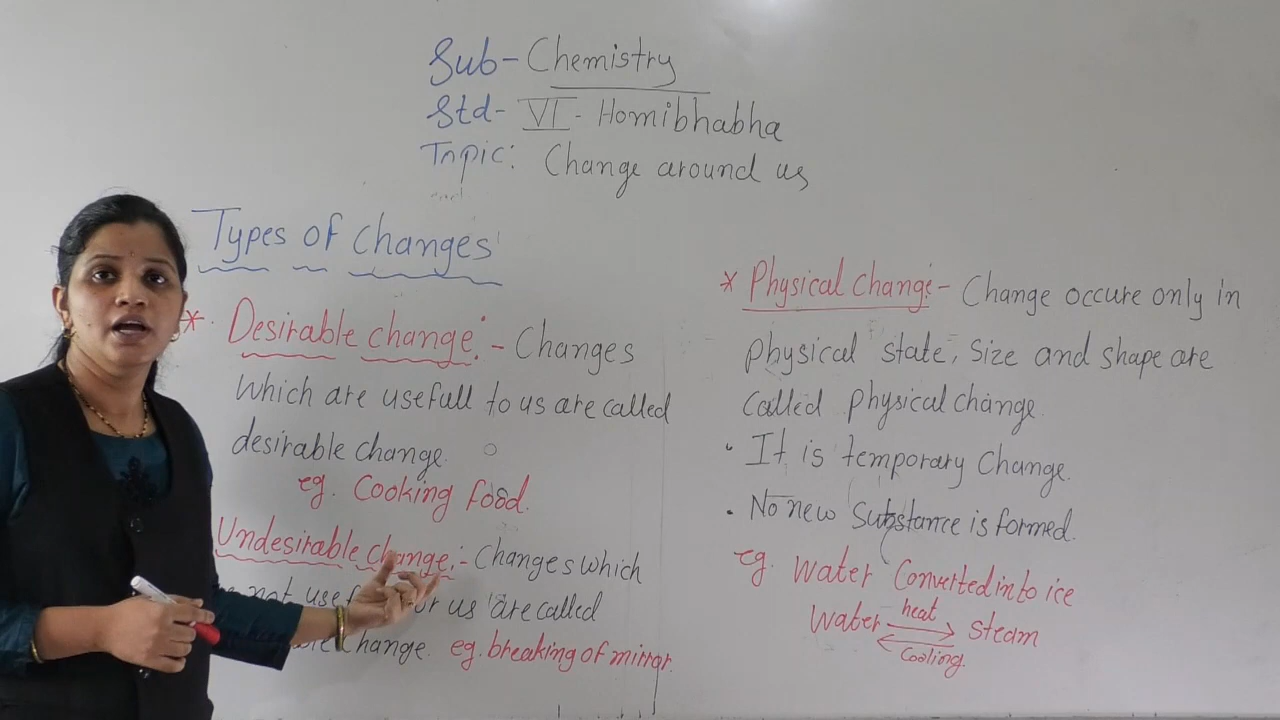 Sub- Chemistry
Std- VI - Homibhabha
Topic: Change around us
Types of changes
* Desirable change:- Changes
which are usefull to us are called
desirable change.
eg. Cooking food.
Undesirable change:- Changes which
not us are called
change. eg. breaking of mirrar.
* Physical change:- Change occure only in
physical state, size and shape are
called physical change.
• It is temporary change.
• No new substance is formed.
eg. Water converted into ice
Water heat steam
Cooling.